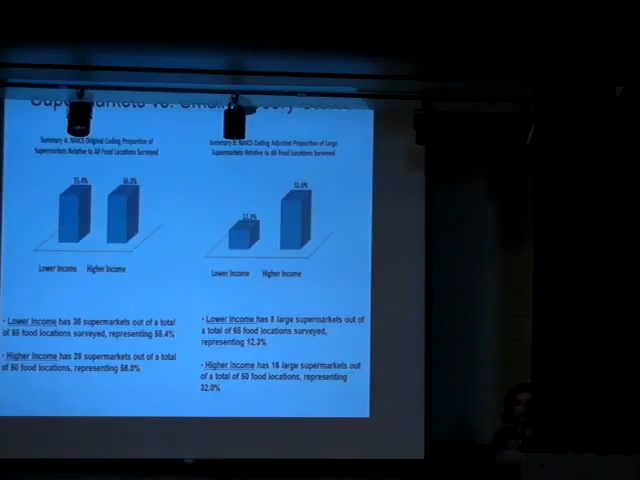 Summary A: NAICS Original Coding Proportion of
Supermarkets Relative to All Food Locations Surveyed
55.4%
56.0%
Lower Income Higher Income
• Lower Income has 36 supermarkets out of a total
of 65 food locations surveyed, representing 55.4%
• Higher Income has 28 supermarkets out of a total
of 50 food locations, representing 56.0%
Summary B: NAICS Coding Adjusted Proportion of Large
Supermarkets Relative to All Food Locations Surveyed
12.3%
32.0%
Lower Income Higher Income
• Lower Income has 8 large supermarkets out of
a total of 65 food locations surveyed,
representing 12.3%
• Higher Income has 16 large supermarkets out
of a total of 50 food locations, representing
32.0%